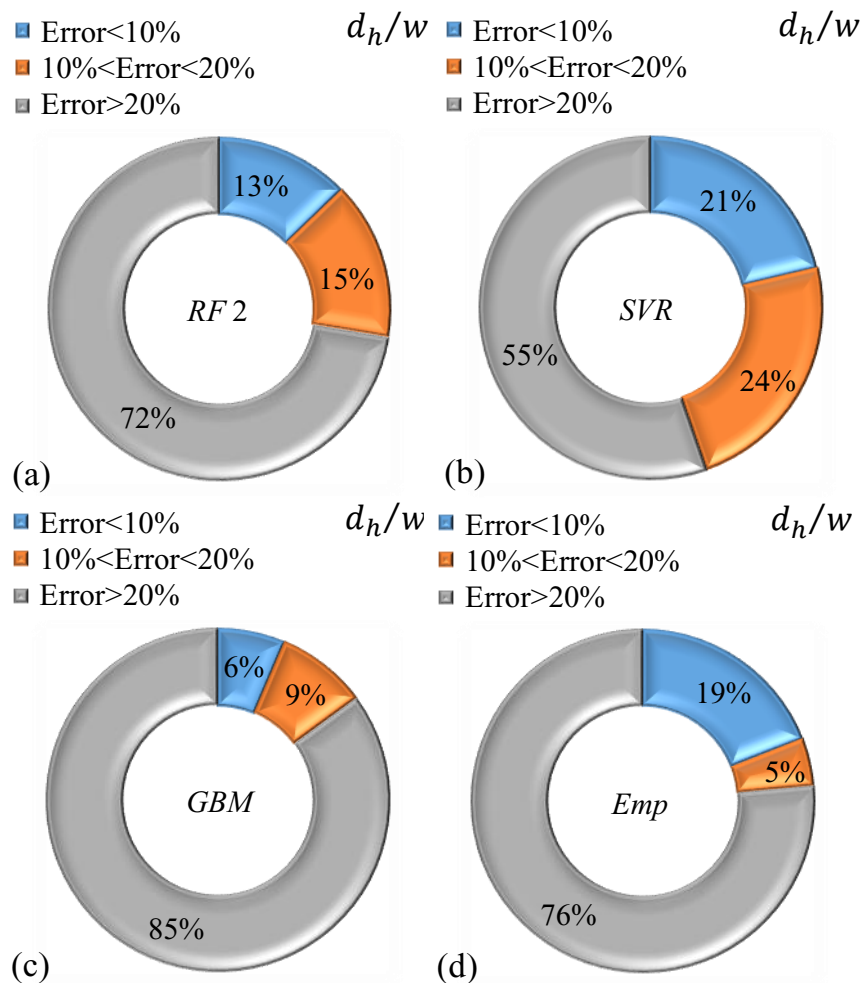 Error<10%
10%<Error<20%
Error>20%
d_h/w
13%
15%
72%
RF 2
(a)
Error<10%
10%<Error<20%
Error>20%
d_h/w
21%
24%
55%
SVR
(b)
Error<10%
10%<Error<20%
Error>20%
d_h/w
6%
9%
85%
GBM
(c)
Error<10%
10%<Error<20%
Error>20%
d_h/w
19%
5%
76%
Emp
(d)